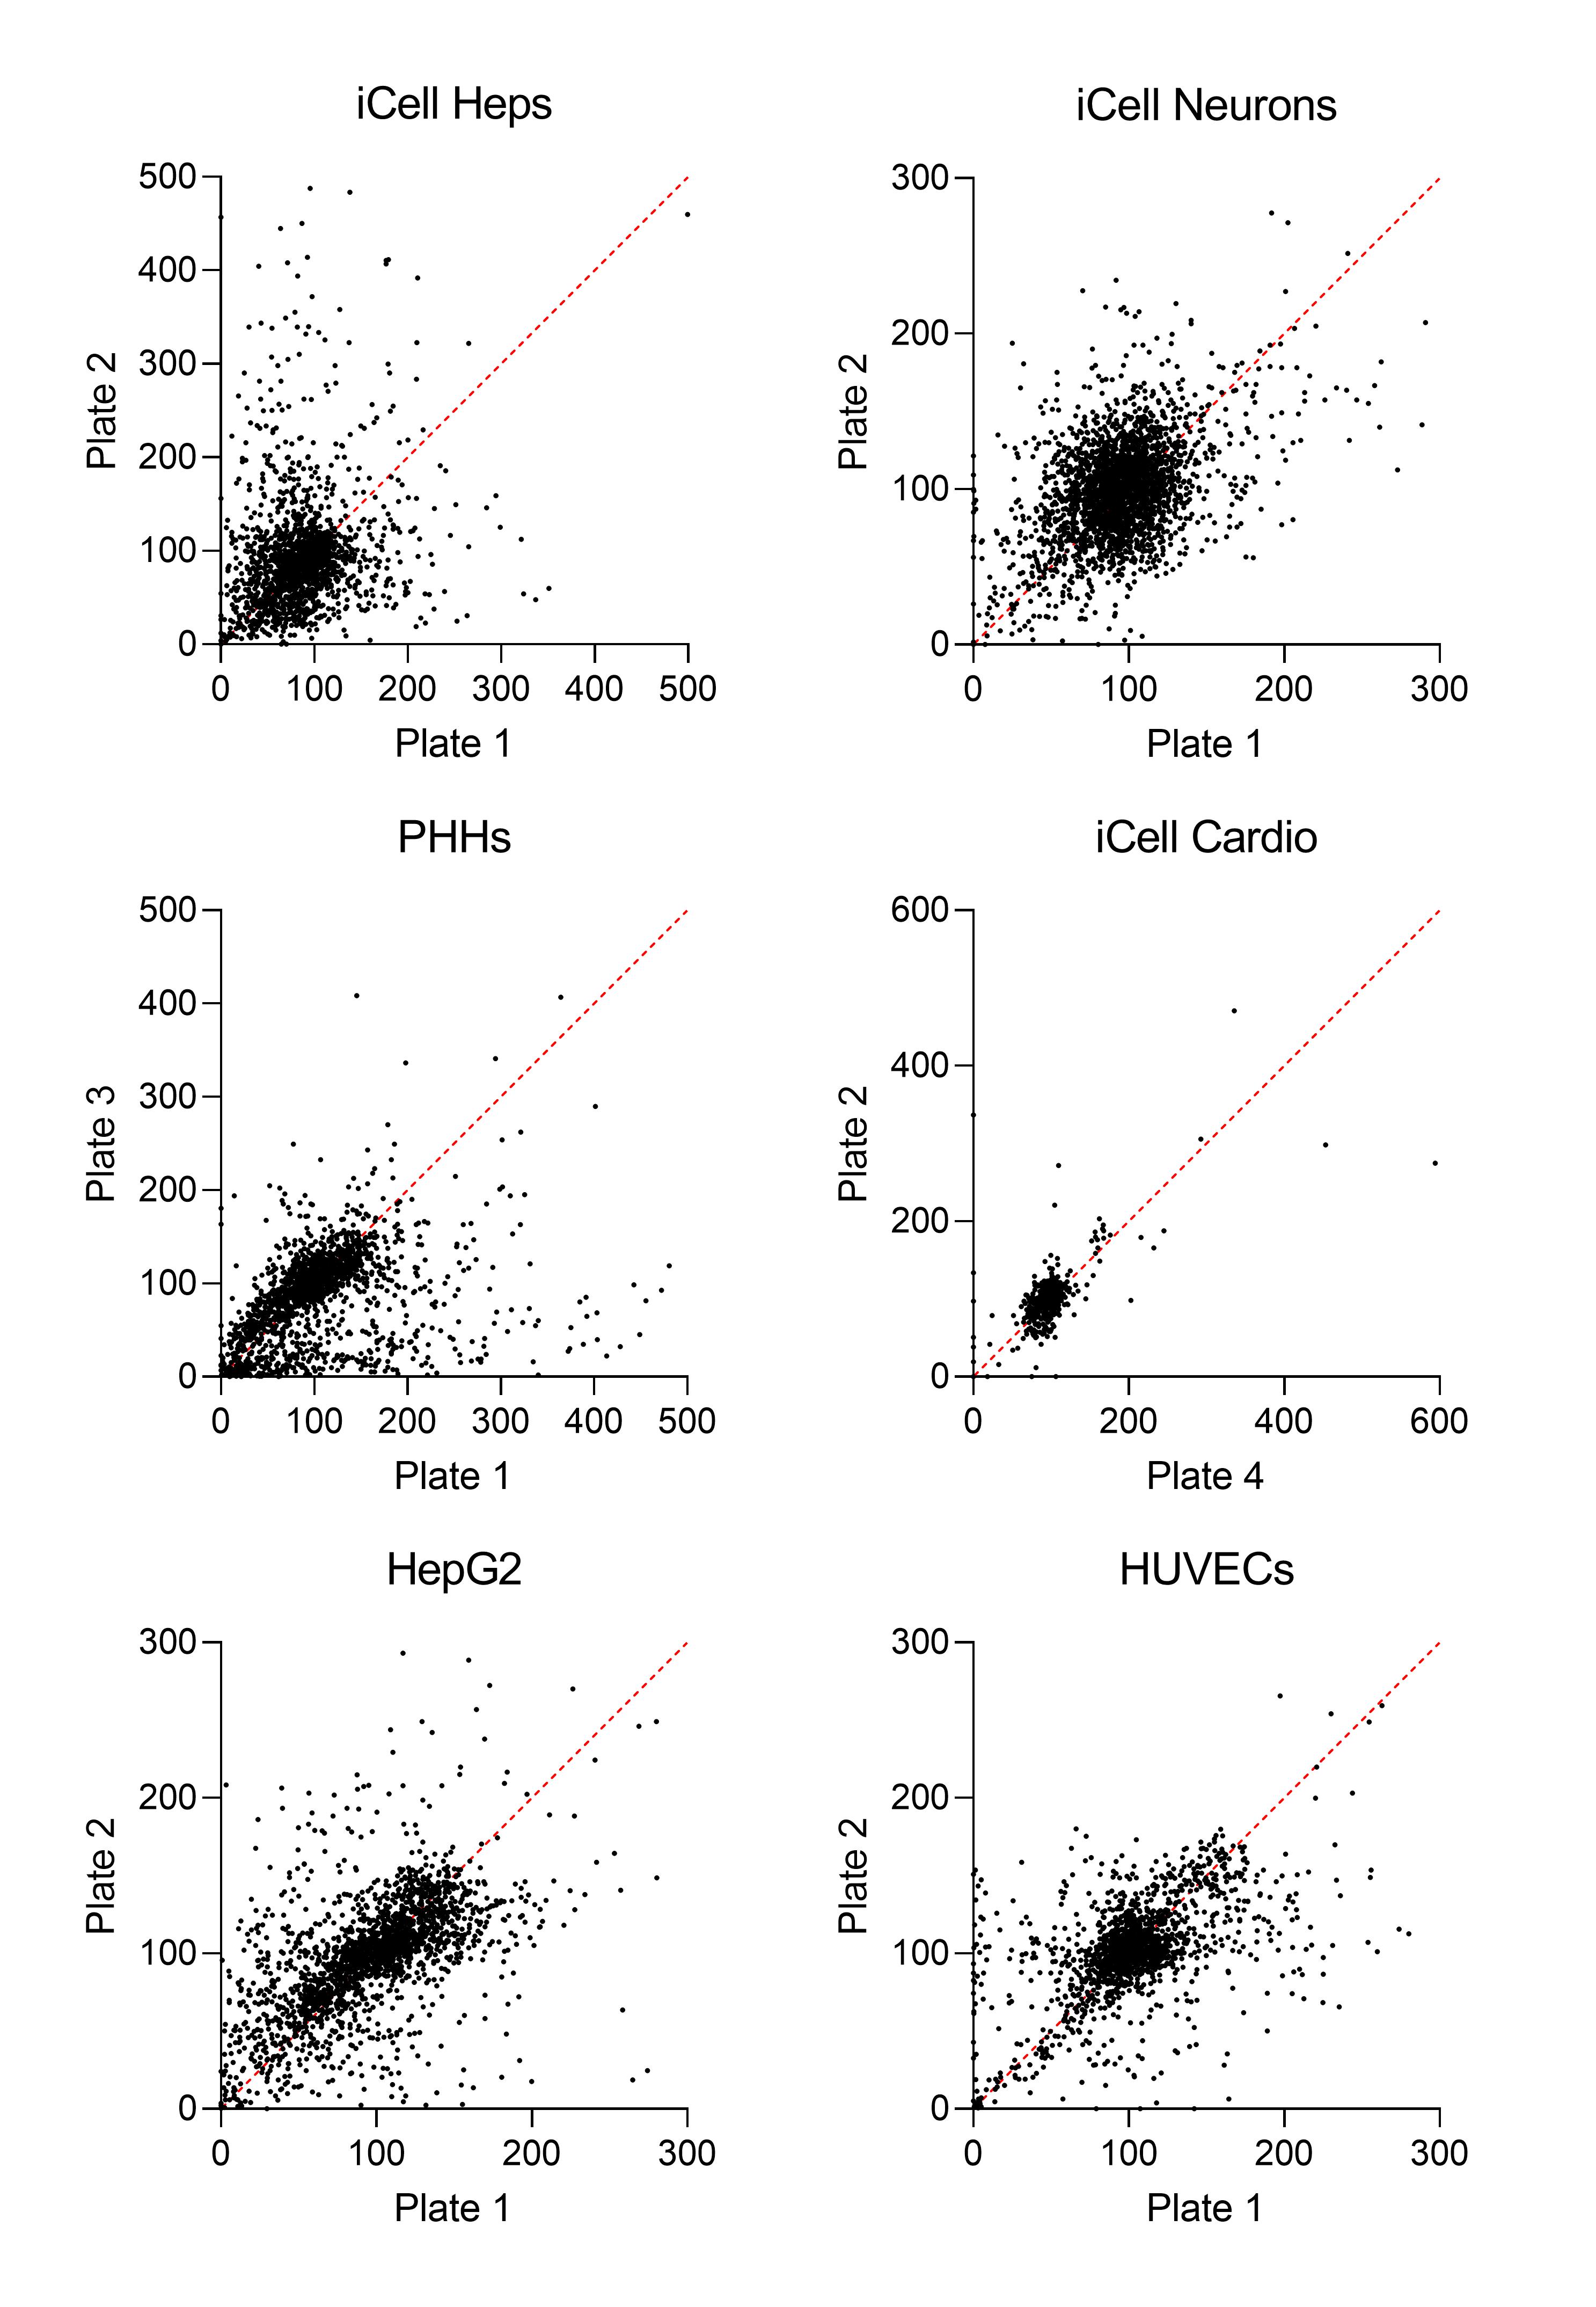 iCell Heps
500
400
300
200
100
0
Plate 2
0 100 200 300 400 500
Plate 1
iCell Neurons
300
200
100
0
Plate 2
0 100 200 300
Plate 1
PHHs
500
400
300
200
100
0
Plate 3
0 100 200 300 400 500
Plate 1
iCell Cardio
600
400
200
0
Plate 2
0 200 400 600
Plate 4
HepG2
300
200
100
0
Plate 2
0 100 200 300
Plate 1
HUVECs
300
200
100
0
Plate 2
0 100 200 300
Plate 1